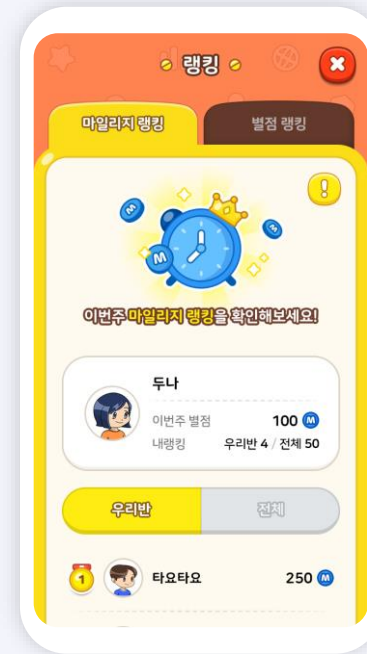 랭킹
마일리지 랭킹
별점 랭킹
이번주 마일리지 랭킹을 확인해보세요!
두나
이번주 별점 100 M
내랭킹 우리반 4 / 전체 50
우리반
전체
1 타요타요 250 M